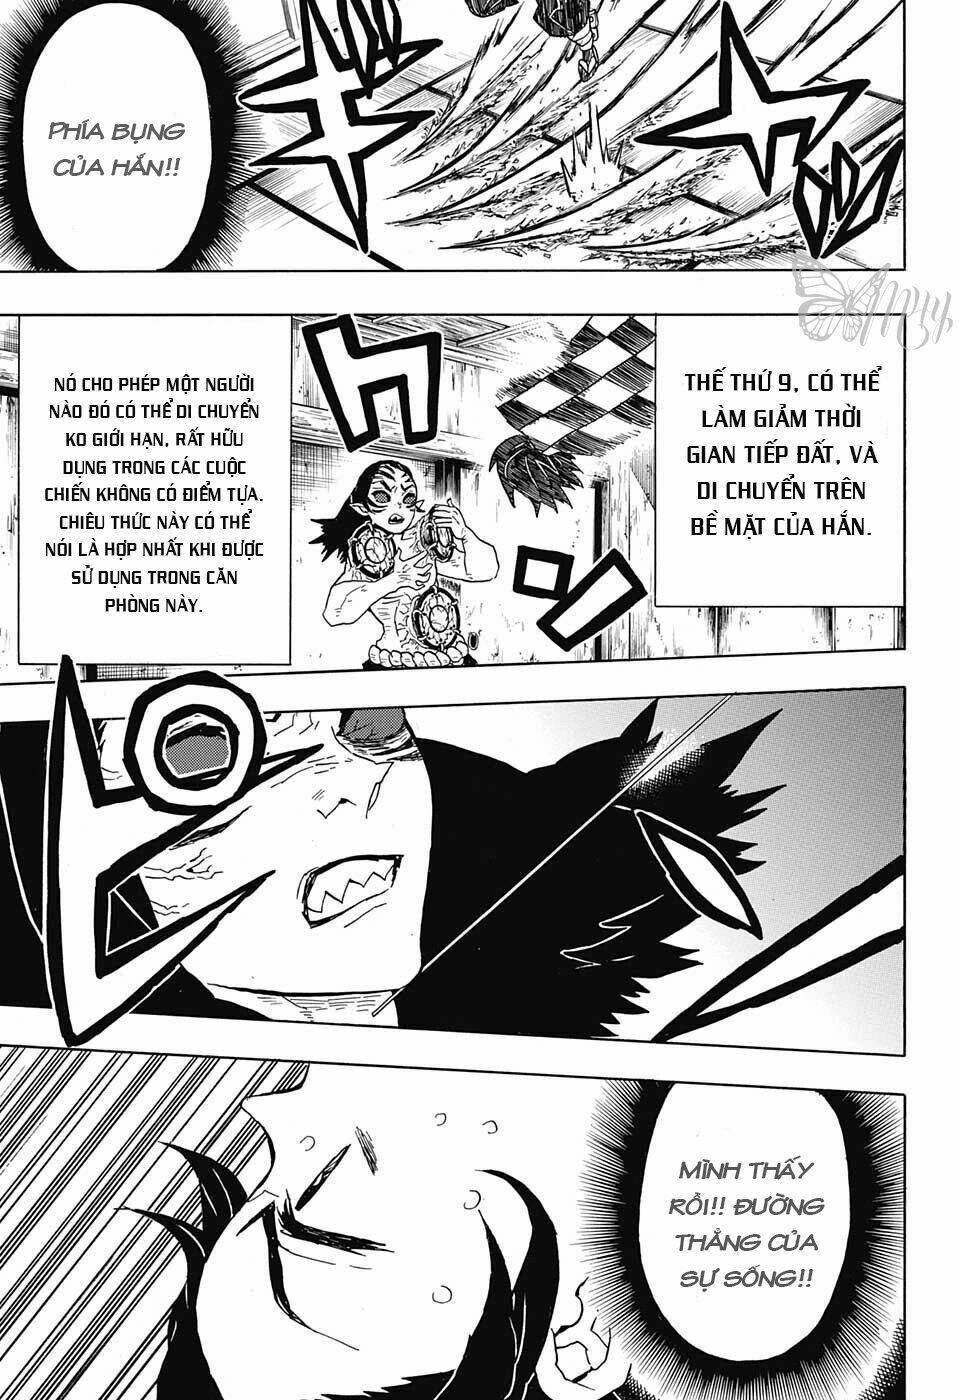 PHÍA BỤNG
CỦA HẮN!!
THẾ THỨ 9, CÓ THỂ
LÀM GIẢM THỜI
GIAN TIẾP ĐẤT, VÀ
DI CHUYỂN TRÊN
BỀ MẶT CỦA HẮN.
NÓ CHO PHÉP MỘT NGƯỜI
NÀO ĐÓ CÓ THỂ DI CHUYỂN
KO GIỚI HẠN, RẤT HỮU
DỤNG TRONG CÁC CUỘC
CHIẾN KHÔNG CÓ ĐIỂM TỰA.
CHIÊU THỨC NÀY CÓ THỂ
NÓI LÀ HỢP NHẤT KHI ĐƯỢC
SỬ DỤNG TRONG CĂN
PHÒNG NÀY.
MÌNH THẤY
RỒI!! ĐƯỜNG
THẲNG CỦA
SỰ SỐNG!!